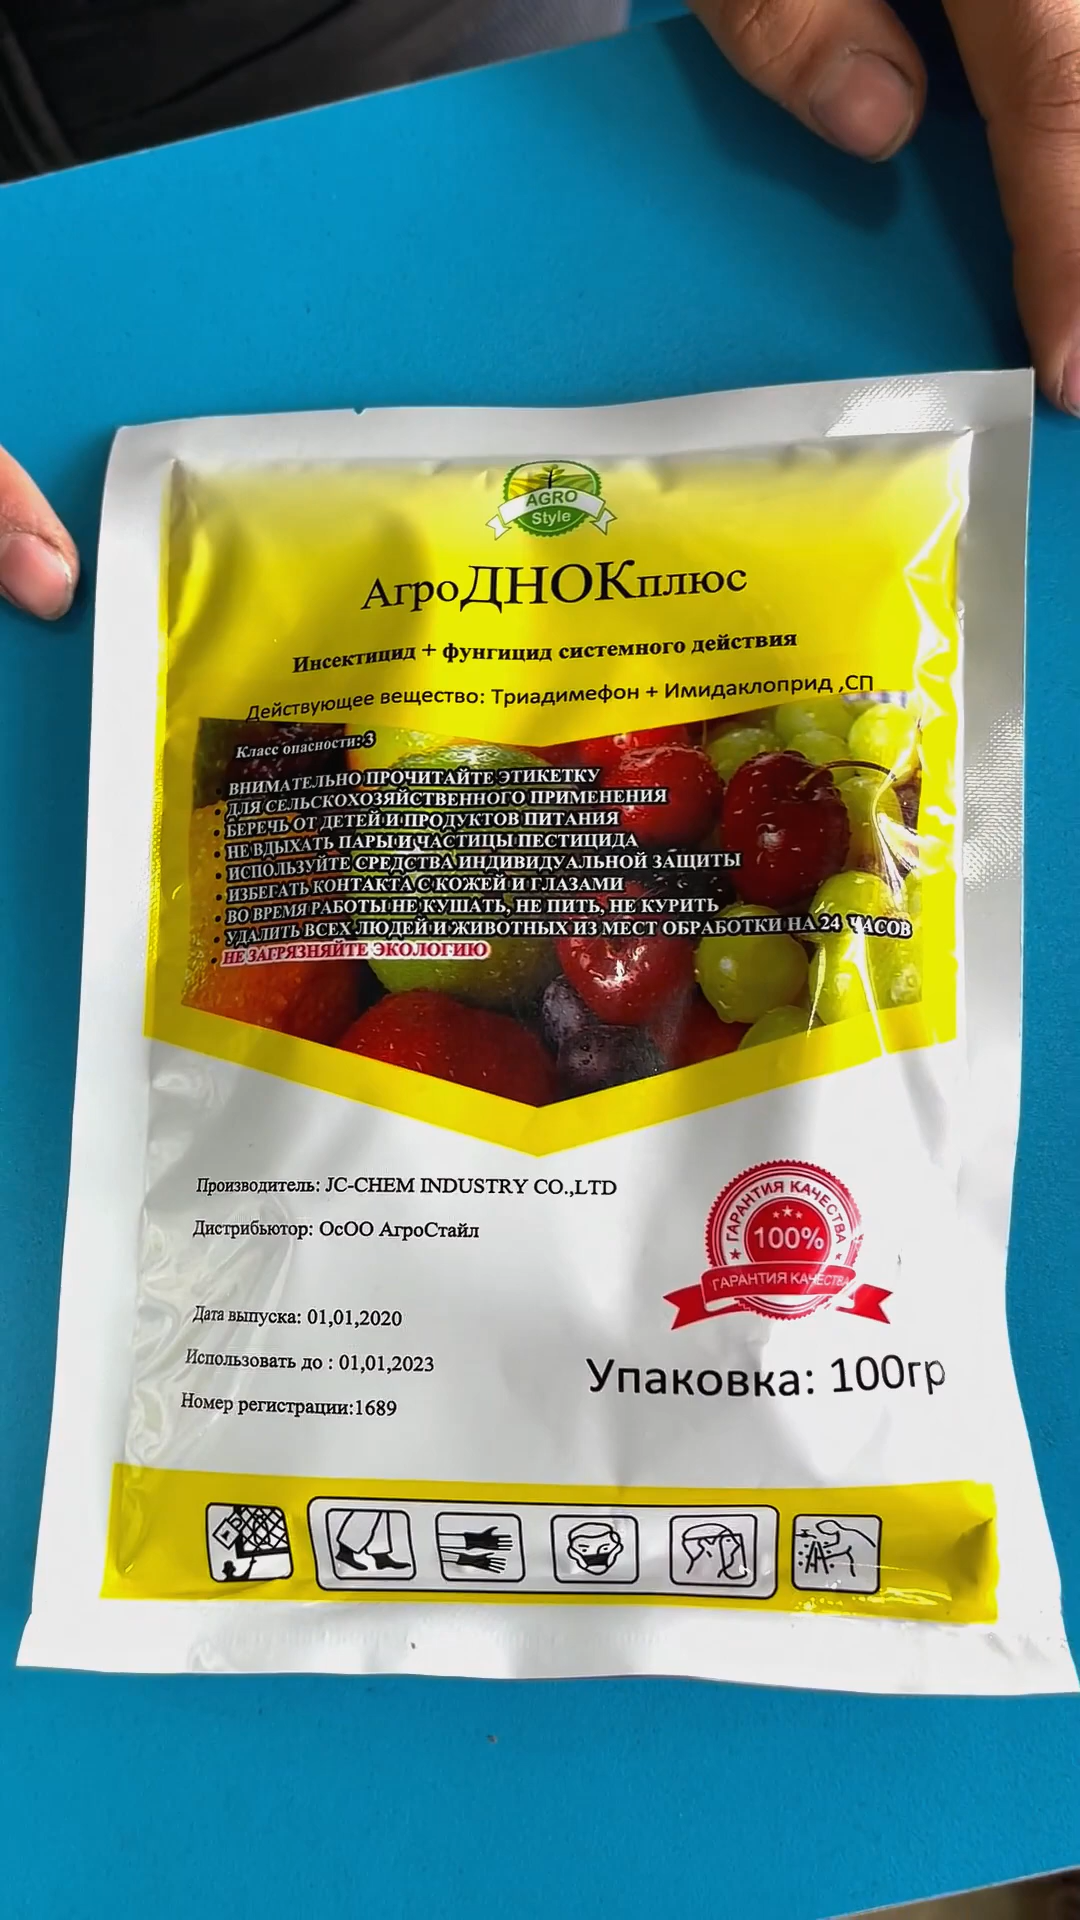 AGRO
Style
АгроДНОКплюс
Инсектицид + фунгицид системного действия
Действующее вещество: Триадимефон + Имидаклоприд ,СП
Класс опасности: 3
• ВНИМАТЕЛЬНО ПРОЧИТАЙТЕ ЭТИКЕТКУ
• ДЛЯ СЕЛЬСКОХОЗЯЙСТВЕННОГО ПРИМЕНЕНИЯ
• БЕРЕЧЬ ОТ ДЕТЕЙ И ПРОДУКТОВ ПИТАНИЯ
• НЕ ВДЫХАТЬ ПАРЫ И ЧАСТИЦЫ ПЕСТИЦИДА
• ИСПОЛЬЗУЙТЕ СРЕДСТВА ИНДИВИДУАЛЬНОЙ ЗАЩИТЫ
• ИЗБЕГАТЬ КОНТАКТА С КОЖЕЙ И ГЛАЗАМИ
• ВО ВРЕМЯ РАБОТЫ НЕ КУШАТЬ, НЕ ПИТЬ, НЕ КУРИТЬ
• УДАЛИТЬ ВСЕХ ЛЮДЕЙ И ЖИВОТНЫХ ИЗ МЕСТ ОБРАБОТКИ НА 24 ЧАСОВ
• НЕ ЗАГРЯЗНЯЙТЕ ЭКОЛОГИЮ
Производитель: JC-CHEM INDUSTRY CO.,LTD
Дистрибьютор: ОсОО АгроСтайл
ГАРАНТИЯ КАЧЕСТВА
100%
ГАРАНТИЯ КАЧЕСТВА
Дата выпуска: 01,01,2020
Использовать до : 01,01,2023
Номер регистрации:1689
Упаковка: 100гр